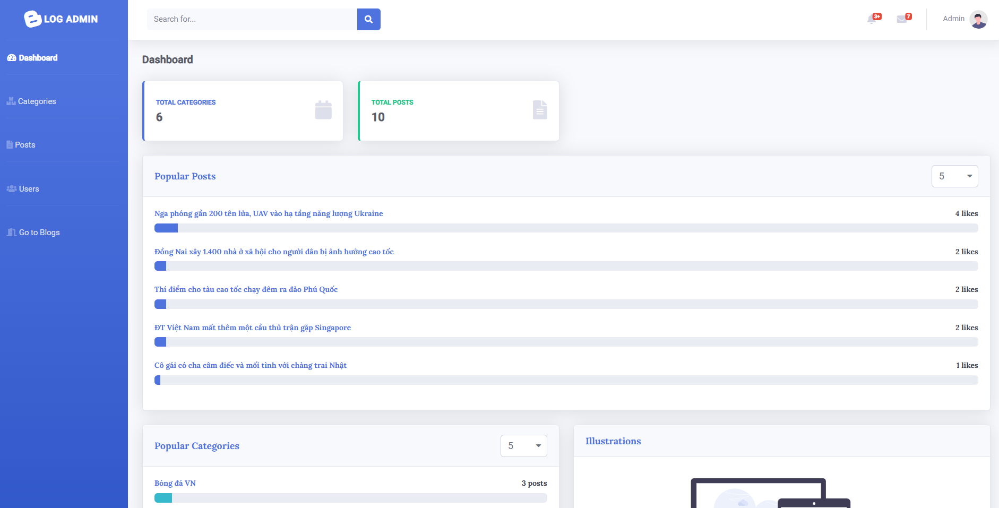 LOG ADMIN
Search for...
3+
7
Admin
Dashboard
Categories
Posts
Users
Go to Blogs
Dashboard
TOTAL CATEGORIES
6
TOTAL POSTS
10
Popular Posts
5
Nga phóng gần 200 tên lửa, UAV vào hạ tầng năng lượng Ukraine
4 likes
Đồng Nai xây 1.400 nhà ở xã hội cho người dân bị ảnh hưởng cao tốc
2 likes
Thí điểm cho tàu cao tốc chạy đêm ra đảo Phú Quốc
2 likes
ĐT Việt Nam mất thêm một cầu thủ trận gặp Singapore
2 likes
Cô gái có cha câm điếc và mối tình với chàng trai Nhật
1 likes
Popular Categories
5
Bóng đá VN
3 posts
Illustrations